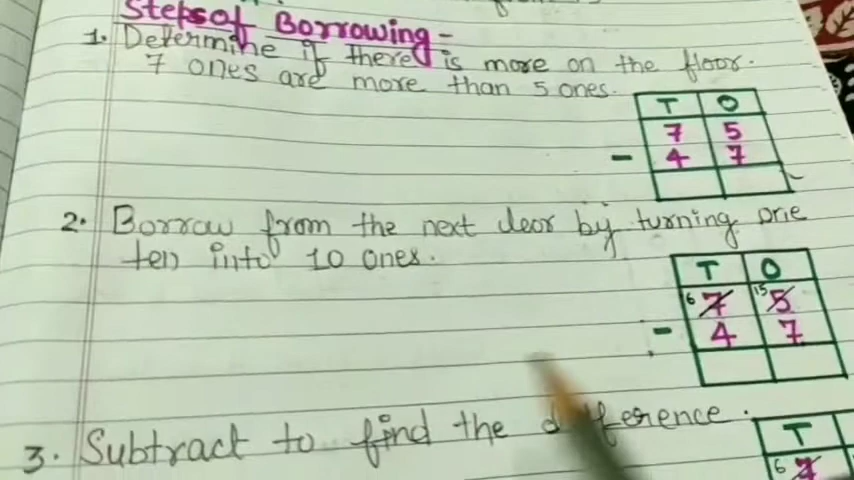 Steps of Borrowing -
1. Determine if there is more on the floor.
7 ones are more than 5 ones.
T O
7 5
- 4 7
2. Borrow from the next door by turning one
ten into 10 ones.
T O
6 7 15 5
- 4 7
3. Subtract to find the difference.
T
6 7